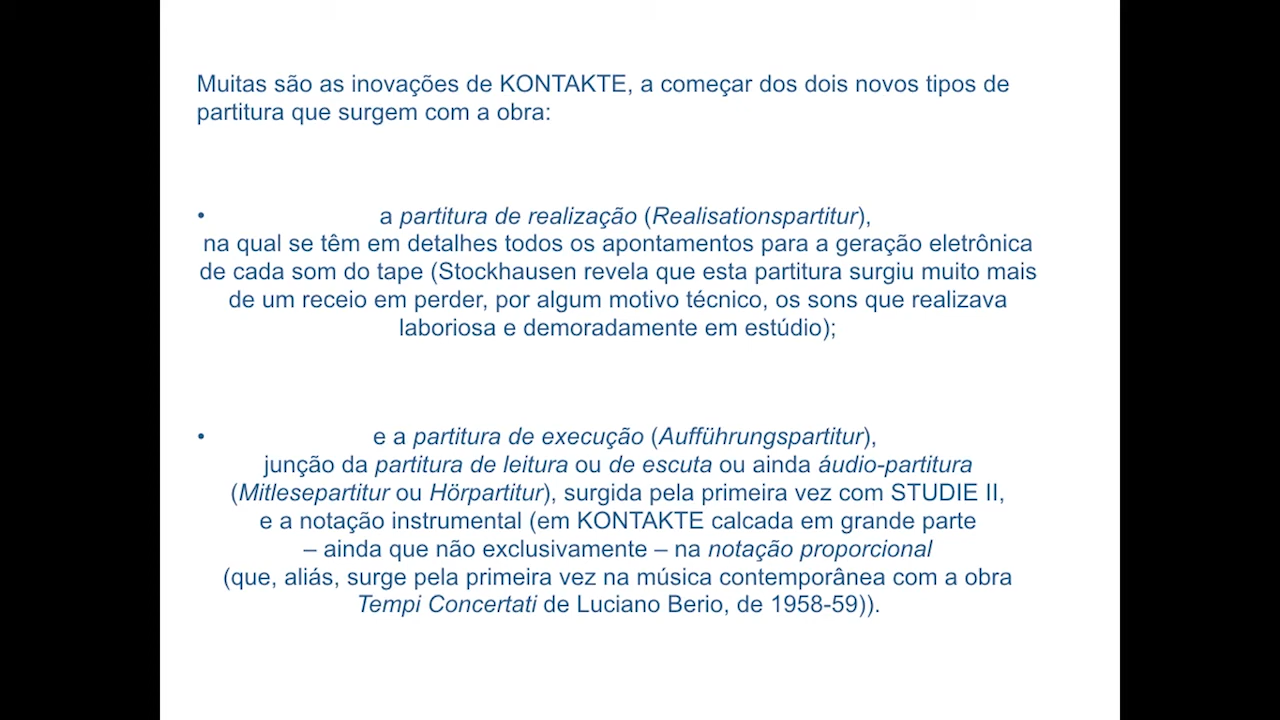 Muitas são as inovações de KONTAKTE, a começar dos dois novos tipos de
partitura que surgem com a obra:
• a partitura de realização (Realisationspartitur),
na qual se têm em detalhes todos os apontamentos para a geração eletrônica
de cada som do tape (Stockhausen revela que esta partitura surgiu muito mais
de um receio em perder, por algum motivo técnico, os sons que realizava
laboriosa e demoradamente em estúdio);
• e a partitura de execução (Aufführungspartitur),
junção da partitura de leitura ou de escuta ou ainda áudio-partitura
(Mitlesepartitur ou Hörpartitur), surgida pela primeira vez com STUDIE II,
e a notação instrumental (em KONTAKTE calcada em grande parte
– ainda que não exclusivamente – na notação proporcional
(que, aliás, surge pela primeira vez na música contemporânea com a obra
Tempi Concertati de Luciano Berio, de 1958-59)).